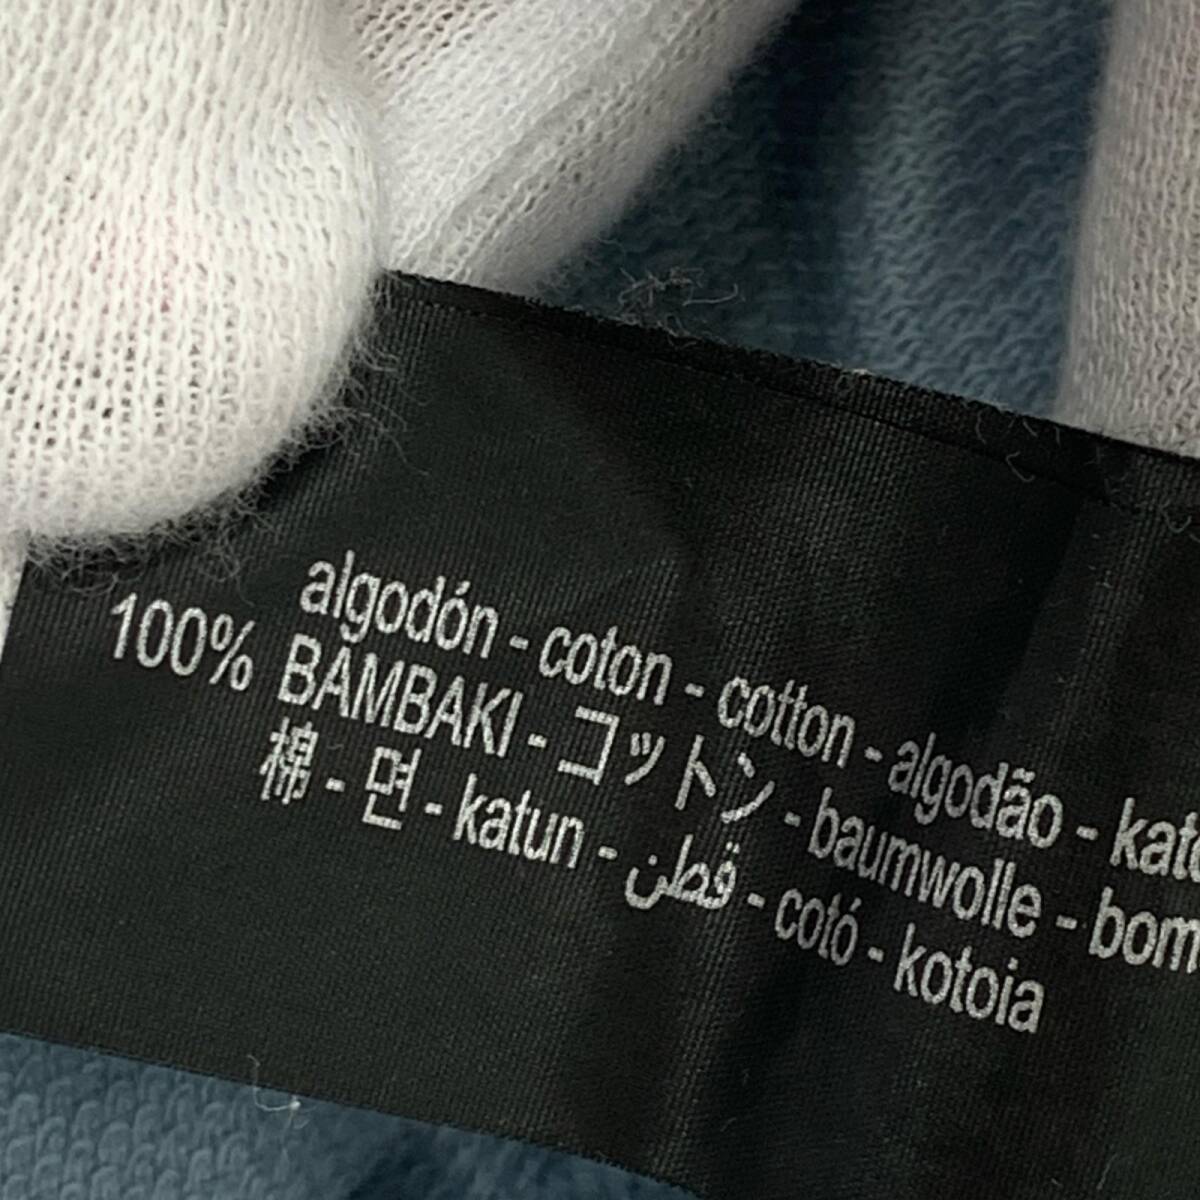 algodón - coton - cotton - algodão - kato
100% BAMBAKI - コットン - baumwolle - bom
棉 - 면 - katun - قطن - cotó - kotoia